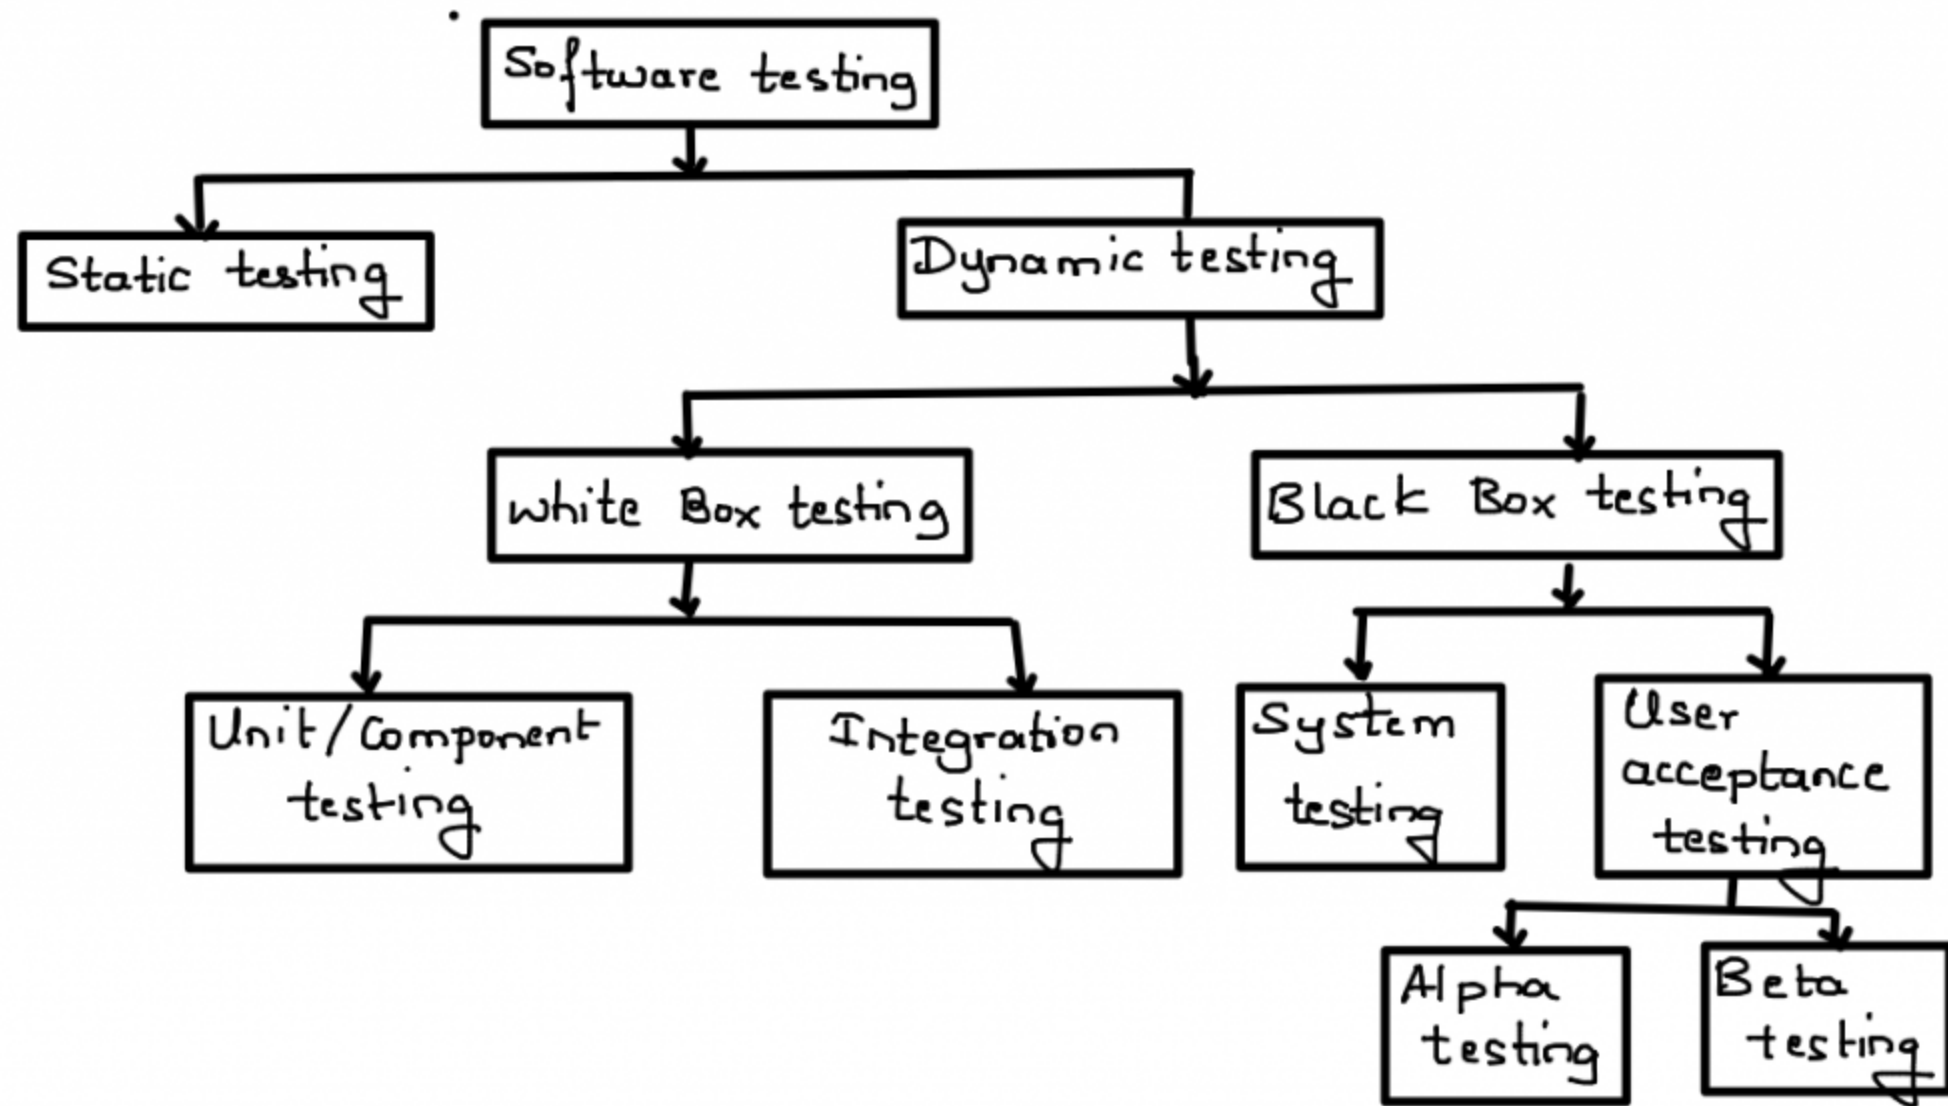 Software testing
Static testing
Dynamic testing
White Box testing
Black Box testing
Unit/Component
testing
Integration
testing
System
testing
User
acceptance
testing
Alpha
testing
Beta
testing